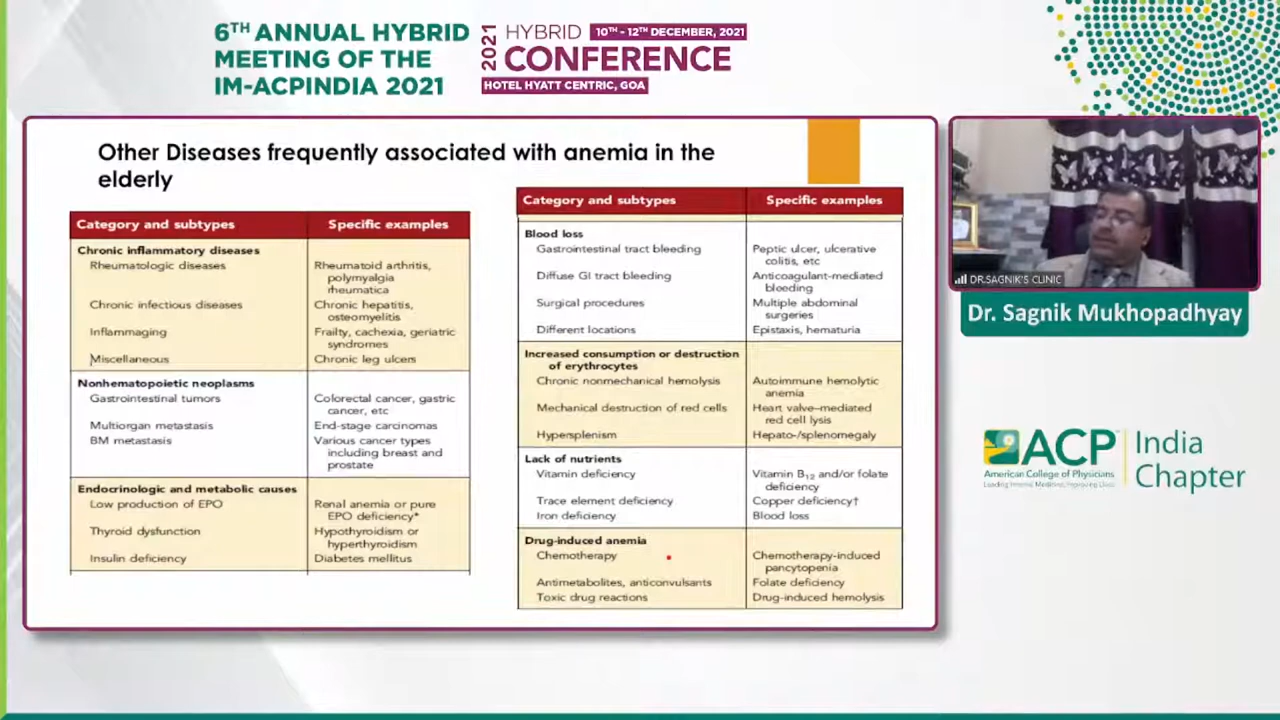 6TH ANNUAL HYBRID
MEETING OF THE
IM-ACPINDIA 2021
2021
HYBRID
10TH - 12TH DECEMBER, 2021
CONFERENCE
HOTEL HYATT CENTRIC, GOA
Other Diseases frequently associated with anemia in the
elderly
Category and subtypes Specific examples
Chronic inflammatory diseases
Rheumatologic diseases Rheumatoid arthritis,
polymyalgia
rheumatica
Chronic infectious diseases Chronic hepatitis,
osteomyelitis
Inflammaging Frailty, cachexia, geriatric
syndromes
Miscellaneous Chronic leg ulcers
Nonhematopoietic neoplasms
Gastrointestinal tumors Colorectal cancer, gastric
cancer, etc
Multiorgan metastasis End-stage carcinomas
BM metastasis Various cancer types
including breast and
prostate
Endocrinologic and metabolic causes
Low production of EPO Renal anemia or pure
EPO deficiency*
Thyroid dysfunction Hypothyroidism or
hyperthyroidism
Insulin deficiency Diabetes mellitus
Category and subtypes Specific examples
Blood loss
Gastrointestinal tract bleeding Peptic ulcer, ulcerative
colitis, etc
Diffuse GI tract bleeding Anticoagulant-mediated
bleeding
Surgical procedures Multiple abdominal
surgeries
Different locations Epistaxis, hematuria
Increased consumption or destruction
of erythrocytes
Chronic nonmechanical hemolysis Autoimmune hemolytic
anemia
Mechanical destruction of red cells Heart valve–mediated
red cell lysis
Hypersplenism Hepato-/splenomegaly
Lack of nutrients
Vitamin deficiency Vitamin B12 and/or folate
deficiency
Trace element deficiency Copper deficiency†
Iron deficiency Blood loss
Drug-induced anemia
Chemotherapy Chemotherapy-induced
pancytopenia
Antimetabolites, anticonvulsants Folate deficiency
Toxic drug reactions Drug-induced hemolysis
DR.SAGNIK'S CLINIC
Dr. Sagnik Mukhopadhyay
ACP
American College of Physicians
Leading Internal Medicine, Improving Lives
India
Chapter